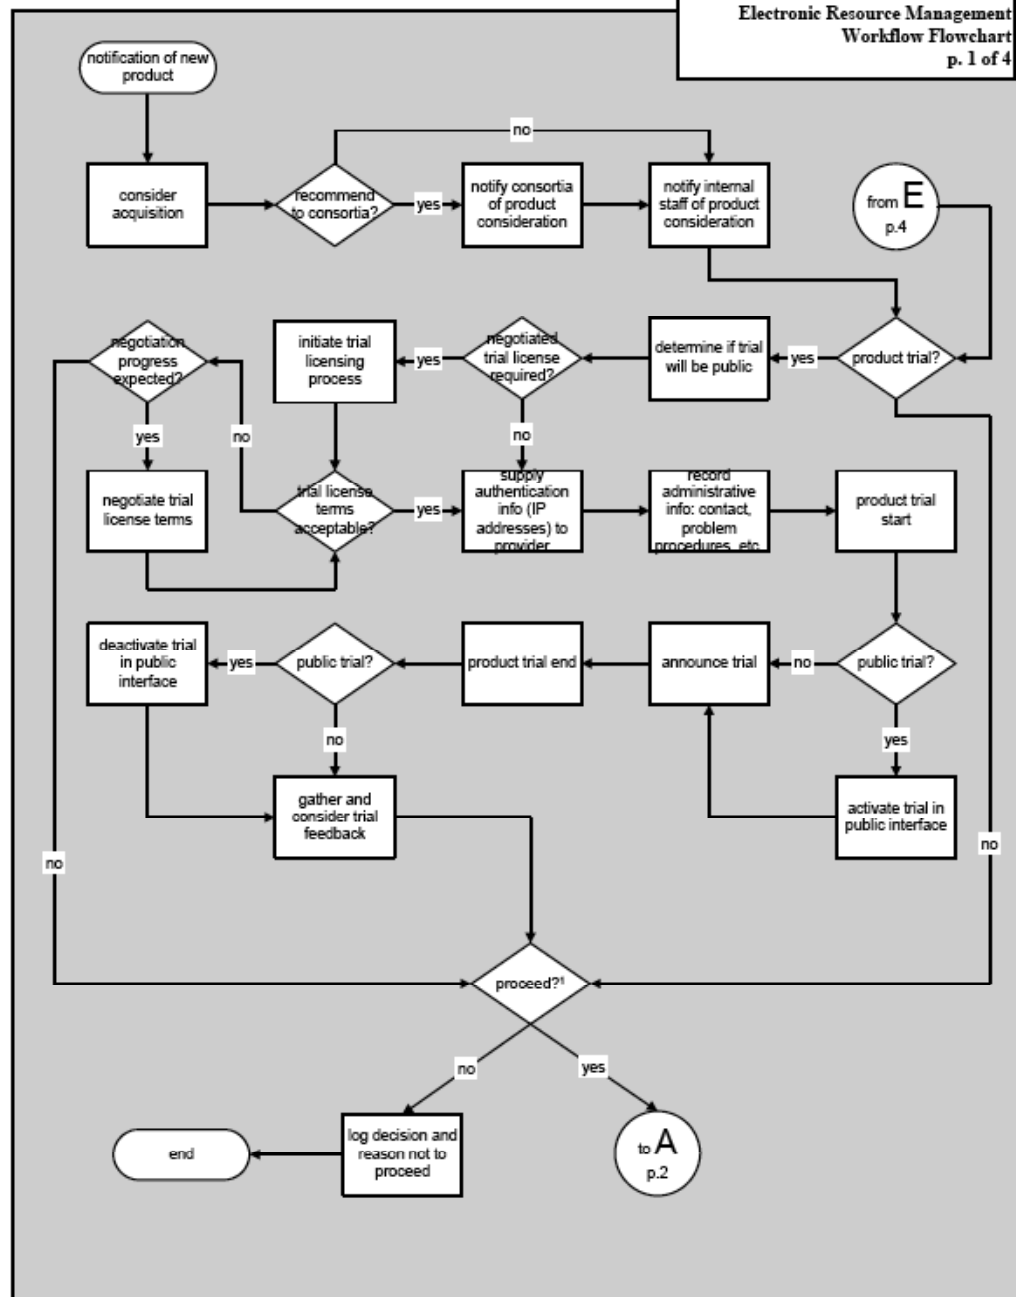 Electronic Resource Management
Workflow Flowchart
p. 1 of 4
notification of new
product
no
consider
acquisition
recommend
to consortia?
yes
notify consortia
of product
consideration
notify internal
staff of product
consideration
from E
p.4
negotiation
progress
expected?
initiate trial
licensing
process
yes
negotiated
trial license
required?
determine if trial
will be public
yes
product trial?
yes
no
no
negotiate trial
license terms
trial license
terms
acceptable?
yes
supply
authentication
info (IP
addresses) to
provider
record
administrative
info: contact,
problem
procedures, etc.
product trial
start
deactivate trial
in public
interface
yes
public trial?
product trial end
announce trial
no
public trial?
no
yes
gather and
consider trial
feedback
activate trial in
public interface
no
no
proceed?¹
no
yes
end
log decision and
reason not to
proceed
to A
p.2